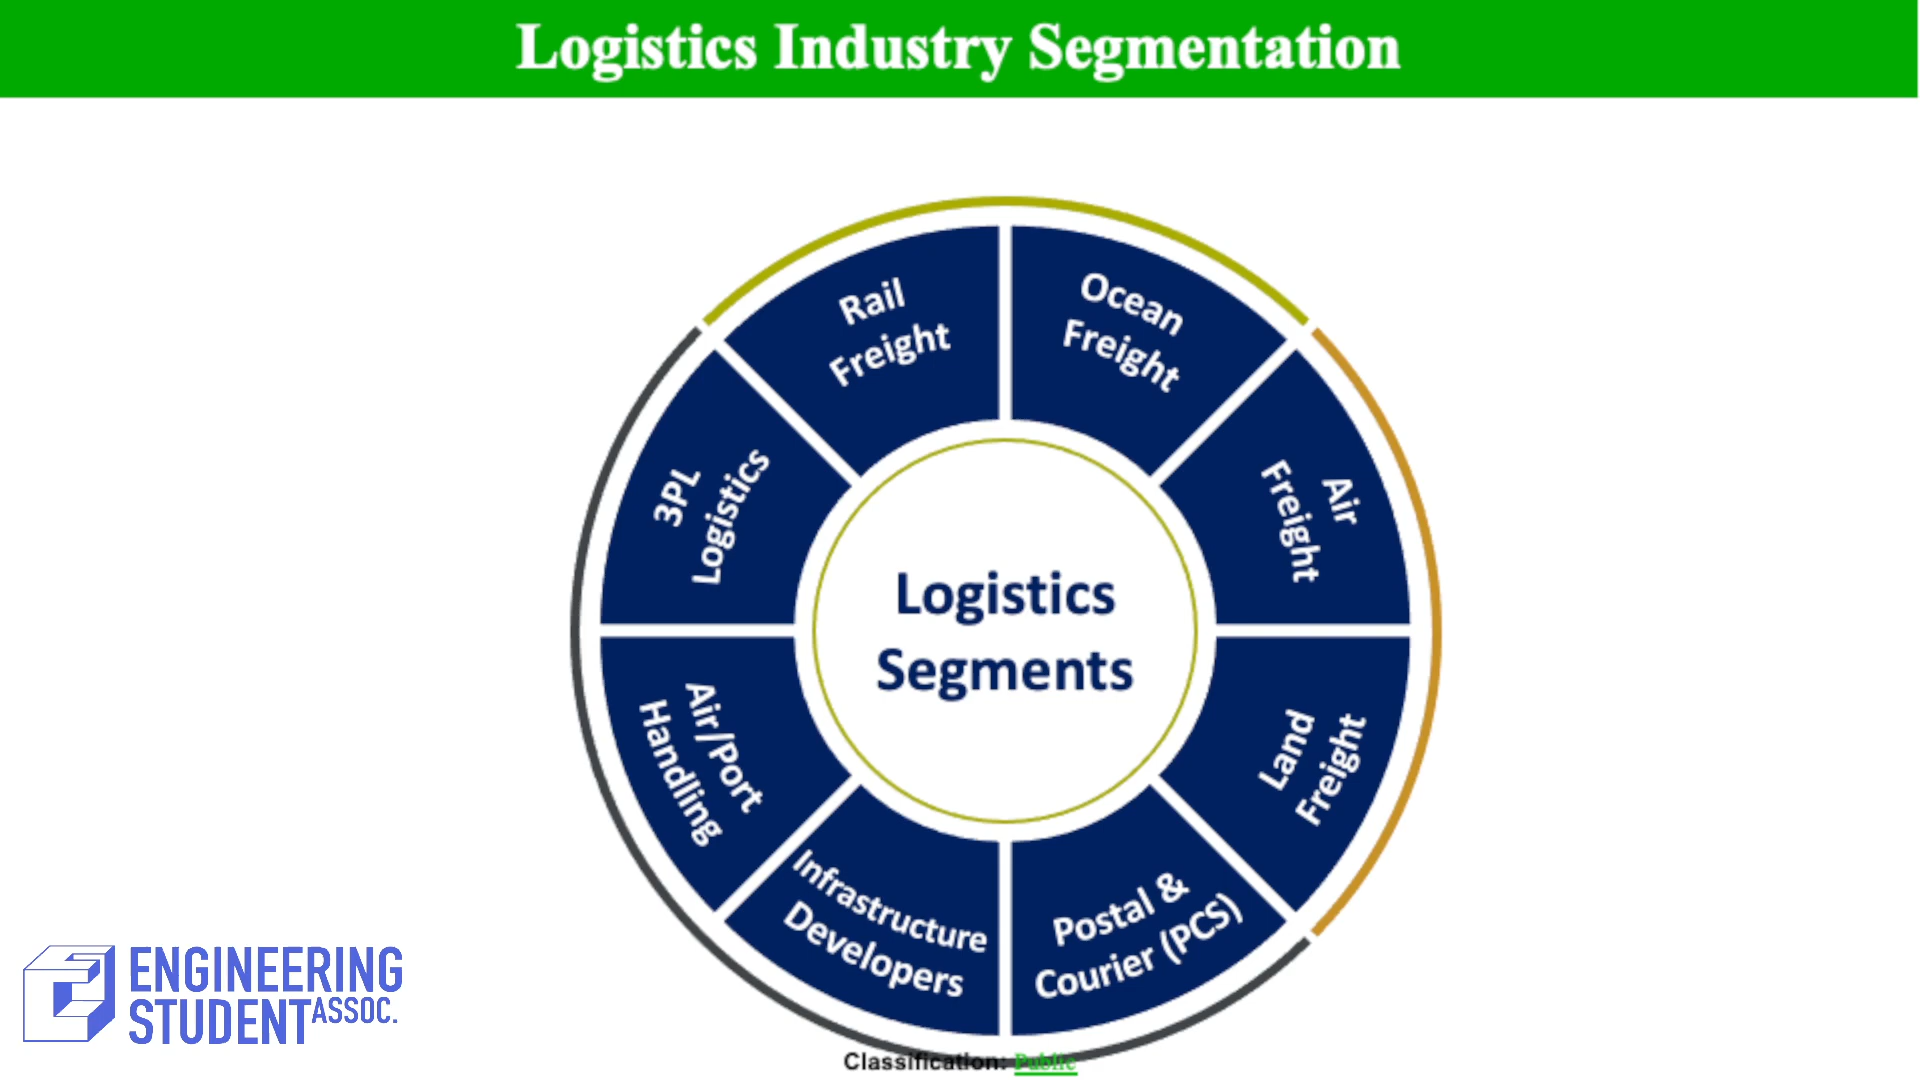 Logistics Industry Segmentation
Rail
Freight
Ocean
Freight
3PL
Logistics
Air
Freight
Logistics
Segments
Air/Port
Handling
Land
Freight
Infrastructure
Developers
Postal &
Courier (PCS)
ENGINEERING
STUDENT ASSOC.
Classification: Public